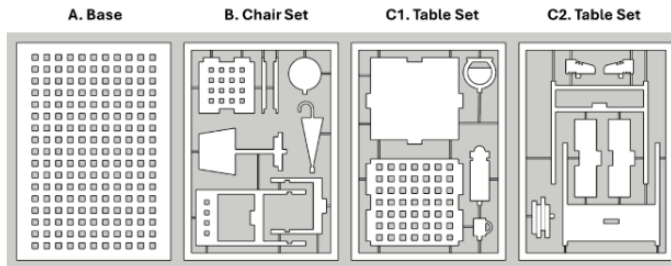 A. Base
B. Chair Set
C1. Table Set
C2. Table Set